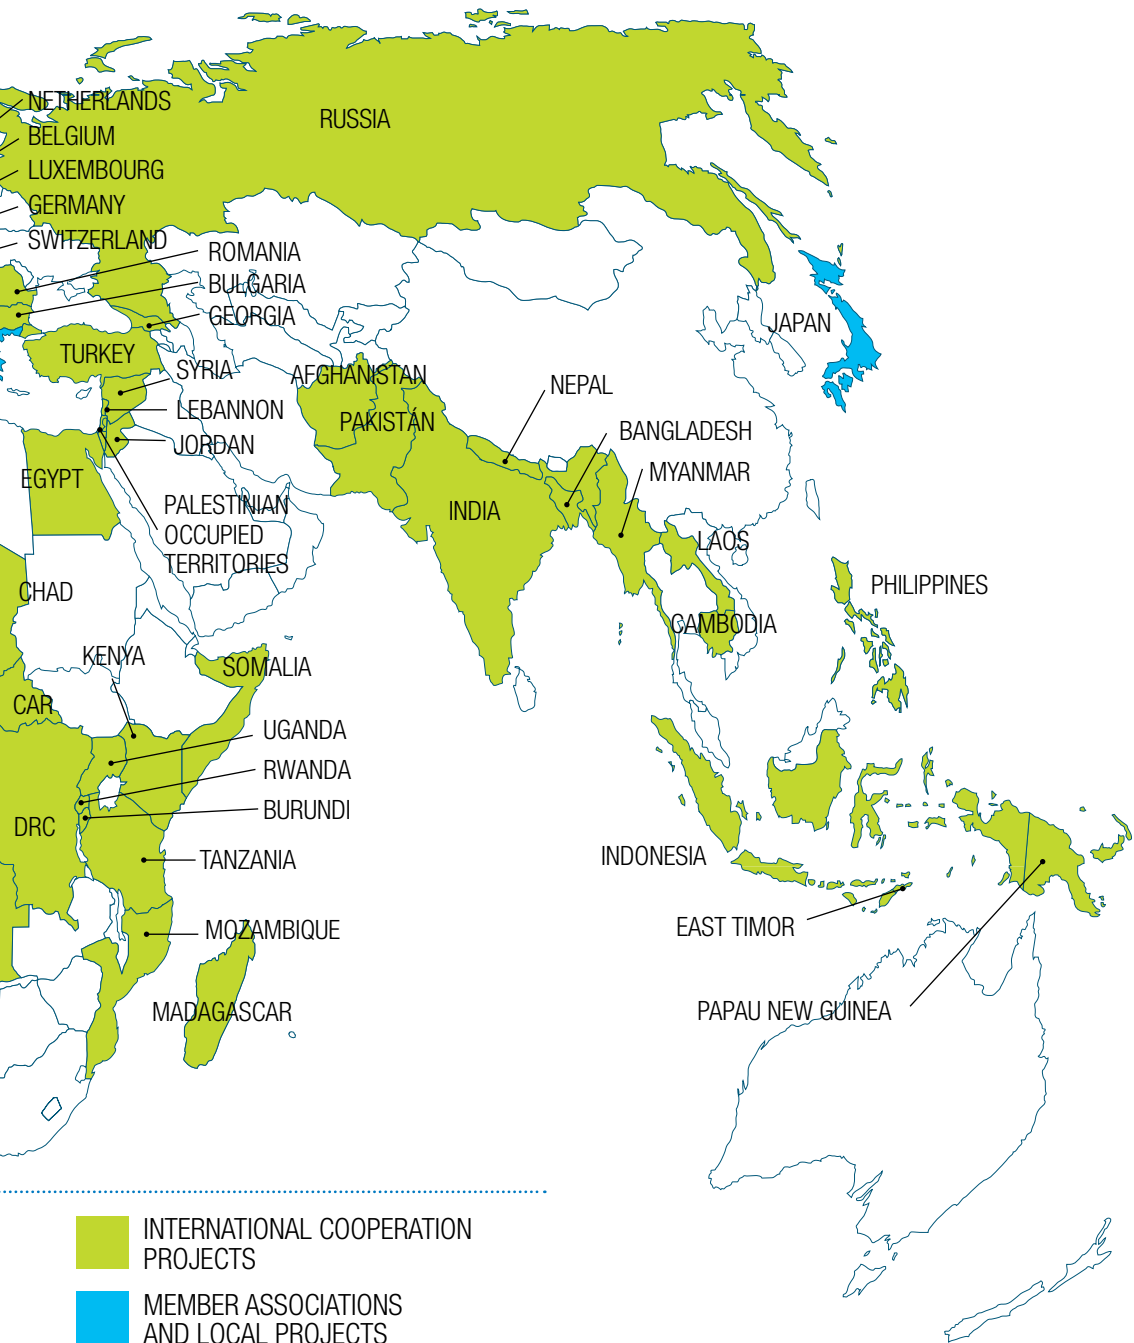 NETHERLANDS
BELGIUM
LUXEMBOURG
GERMANY
SWITZERLAND
ROMANIA
BULGARIA
GEORGIA
TURKEY
SYRIA
LEBANNON
JORDAN
EGYPT
PALESTINIAN
OCCUPIED
TERRITORIES
RUSSIA
JAPAN
AFGHANISTAN
PAKISTÁN
NEPAL
BANGLADESH
MYANMAR
INDIA
LAOS
CAMBODIA
PHILIPPINES
CHAD
KENYA
SOMALIA
CAR
UGANDA
RWANDA
BURUNDI
DRC
TANZANIA
MOZAMBIQUE
MADAGASCAR
INDONESIA
EAST TIMOR
PAPAU NEW GUINEA
INTERNATIONAL COOPERATION
PROJECTS
MEMBER ASSOCIATIONS
AND LOCAL PROJECTS